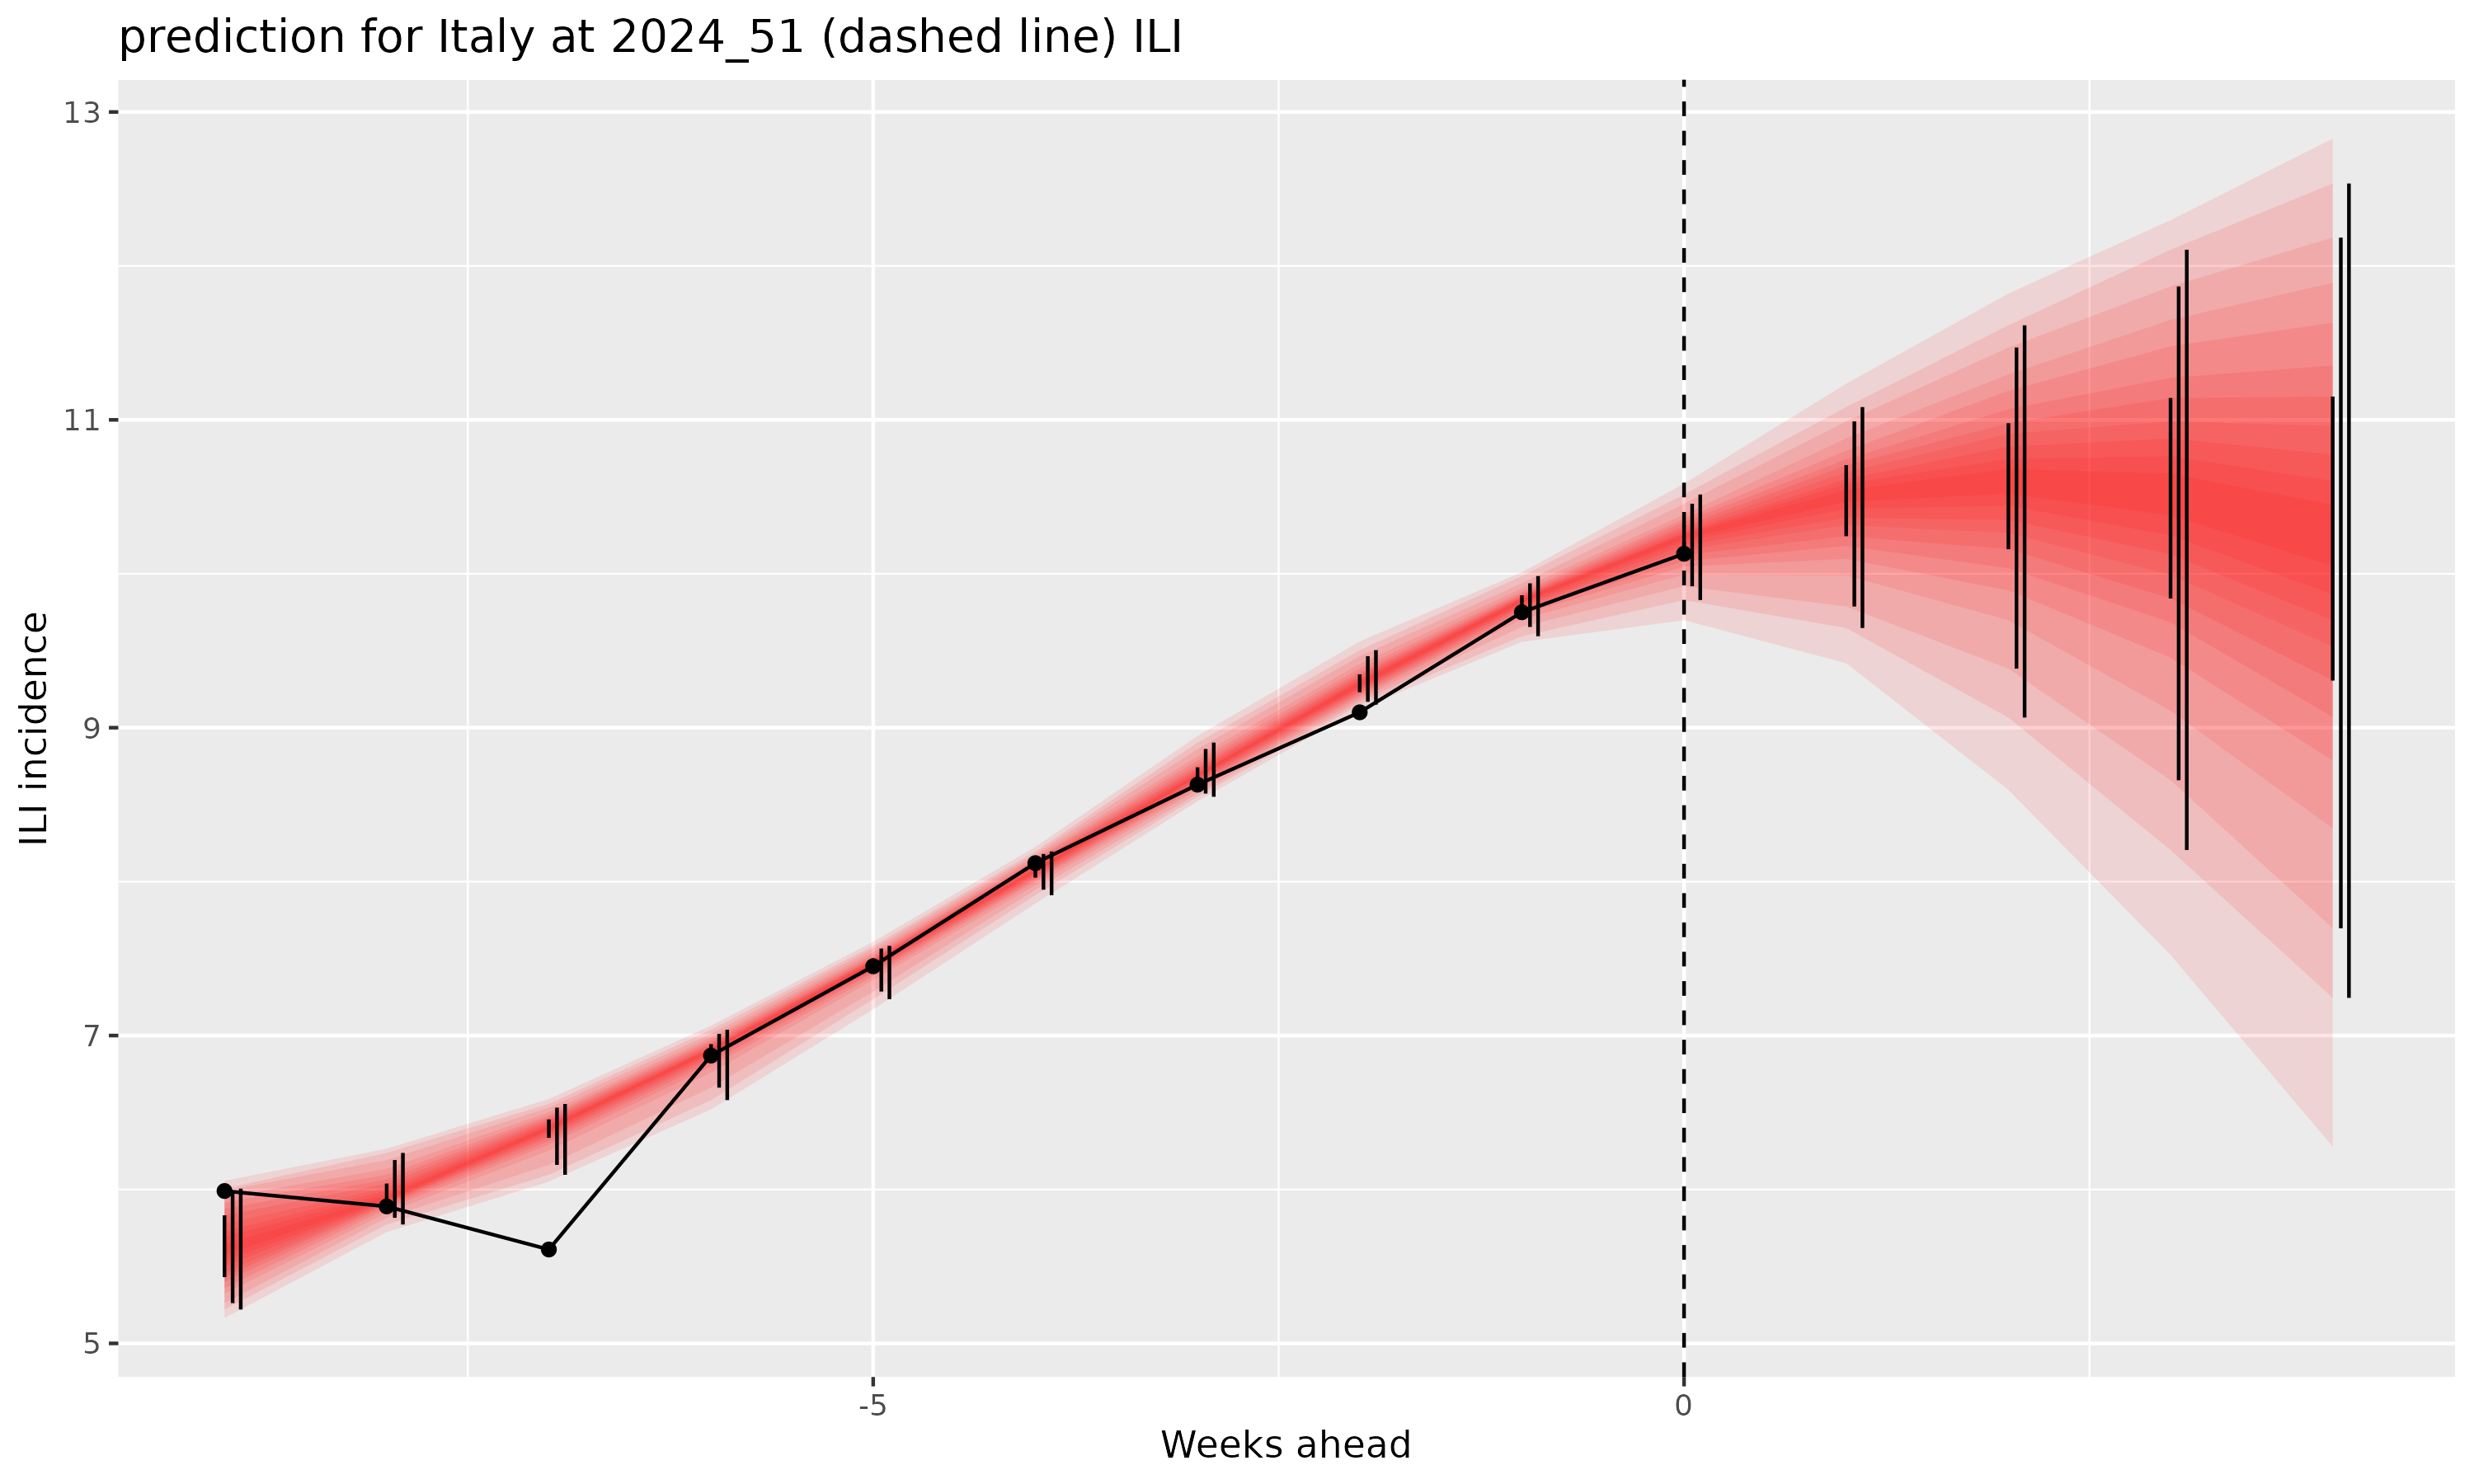 prediction for Italy at 2024_51 (dashed line) ILI
13
11
9
7
5
ILI incidence
-5
0
Weeks ahead